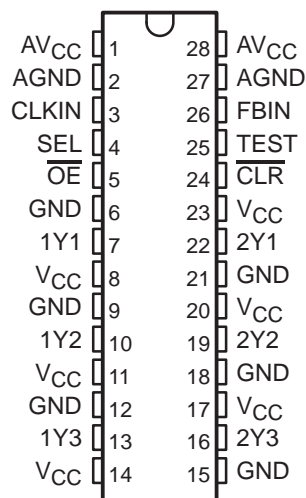 AVCC 1 28 AVCC
AGND 2 27 AGND
CLKIN 3 26 FBIN
SEL 4 25 TEST
OE 5 24 CLR
GND 6 23 VCC
1Y1 7 22 2Y1
VCC 8 21 GND
GND 9 20 VCC
1Y2 10 19 2Y2
VCC 11 18 GND
GND 12 17 VCC
1Y3 13 16 2Y3
VCC 14 15 GND